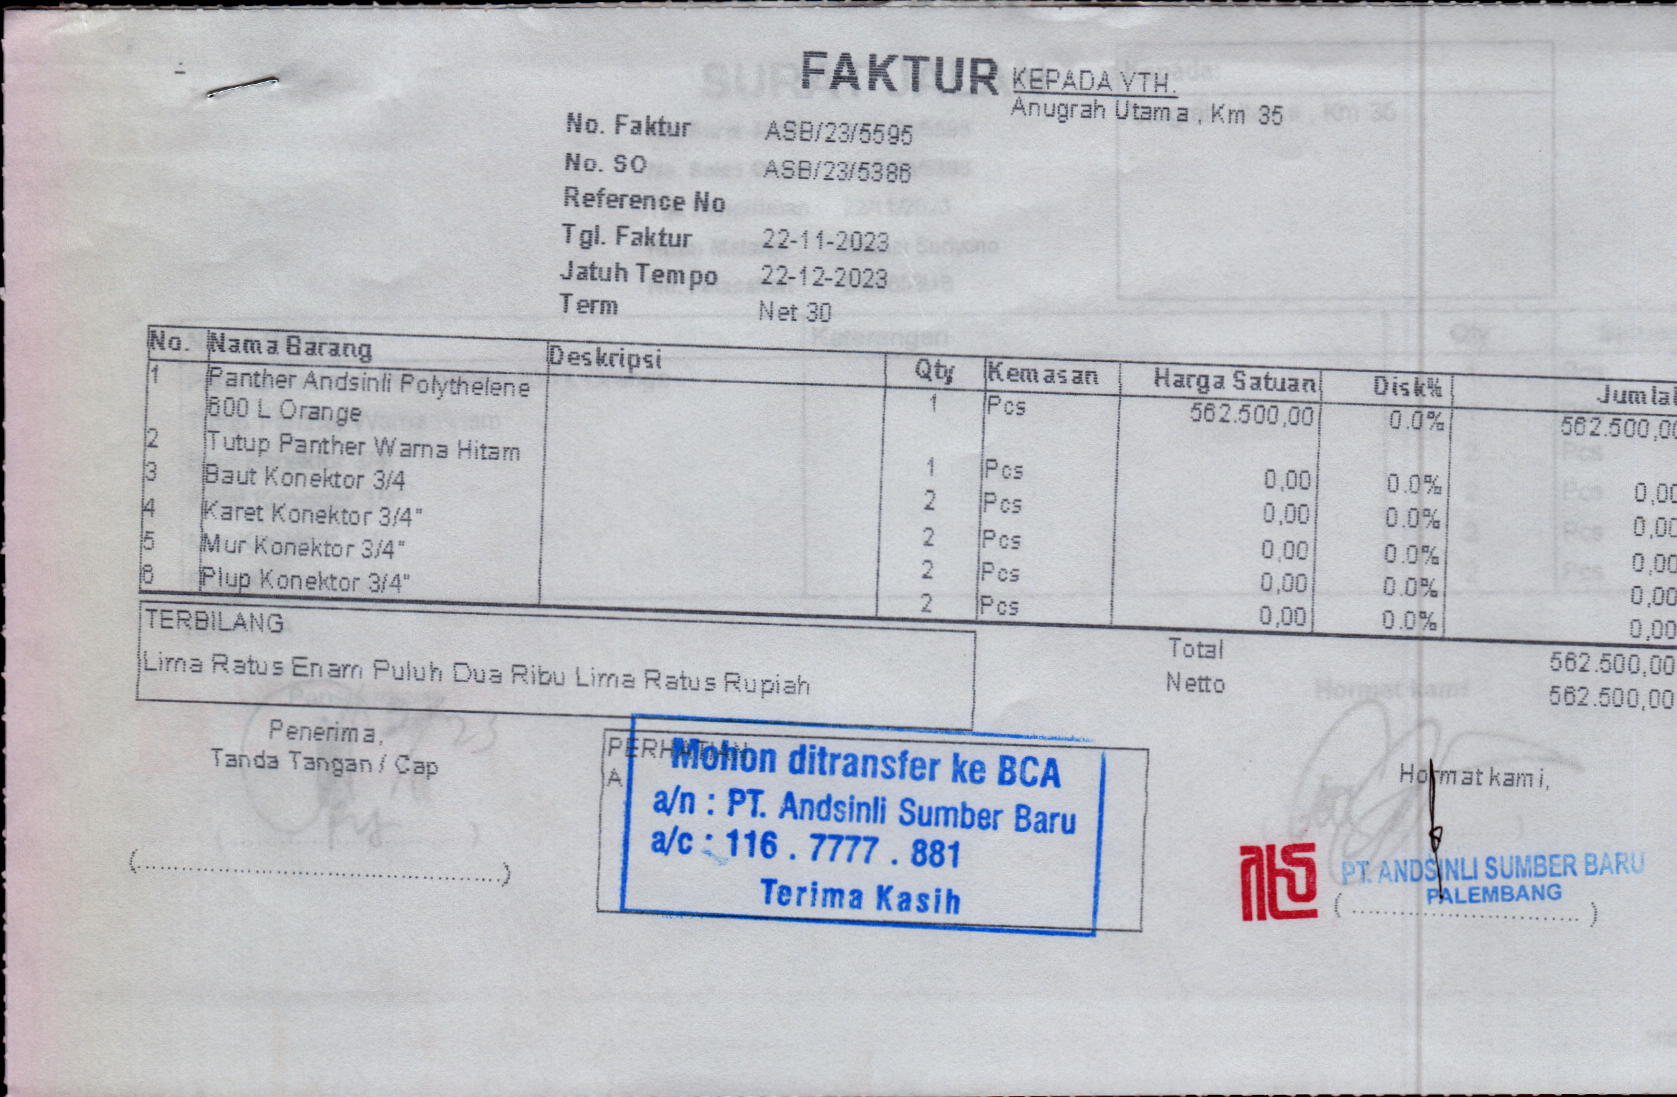 FAKTUR
KEPADA YTH.
Anugrah Utama , Km 35
No. Faktur ASB/23/5595
No. SO ASB/23/5386
Reference No
Tgl. Faktur 22-11-2023
Jatuh Tempo 22-12-2023
Term Net 30
No. Nama Barang Deskripsi Qty Kemasan Harga Satuan Disk% Jumlah
1 Panther Andsinli Polythelene 1 Pcs 562.500,00 0.0% 562.500,00
600 L Orange
2 Tutup Panther Warna Hitam 1 Pcs 0,00 0.0% 0,00
3 Baut Konektor 3/4 2 Pcs 0,00 0.0% 0,00
4 Karet Konektor 3/4" 2 Pcs 0,00 0.0% 0,00
5 Mur Konektor 3/4" 2 Pcs 0,00 0.0% 0,00
6 Plup Konektor 3/4" 2 Pcs 0,00 0.0% 0,00
TERBILANG
Lima Ratus Enam Puluh Dua Ribu Lima Ratus Rupiah
Total 562.500,00
Netto 562.500,00
Penerima,
Tanda Tangan / Cap
PERHATIAN
A
Mohon ditransfer ke BCA
a/n : PT. Andsinli Sumber Baru
a/c : 116 . 7777 . 881
Terima Kasih
Hormat kami,
PT. ANDSINLI SUMBER BARU
PALEMBANG